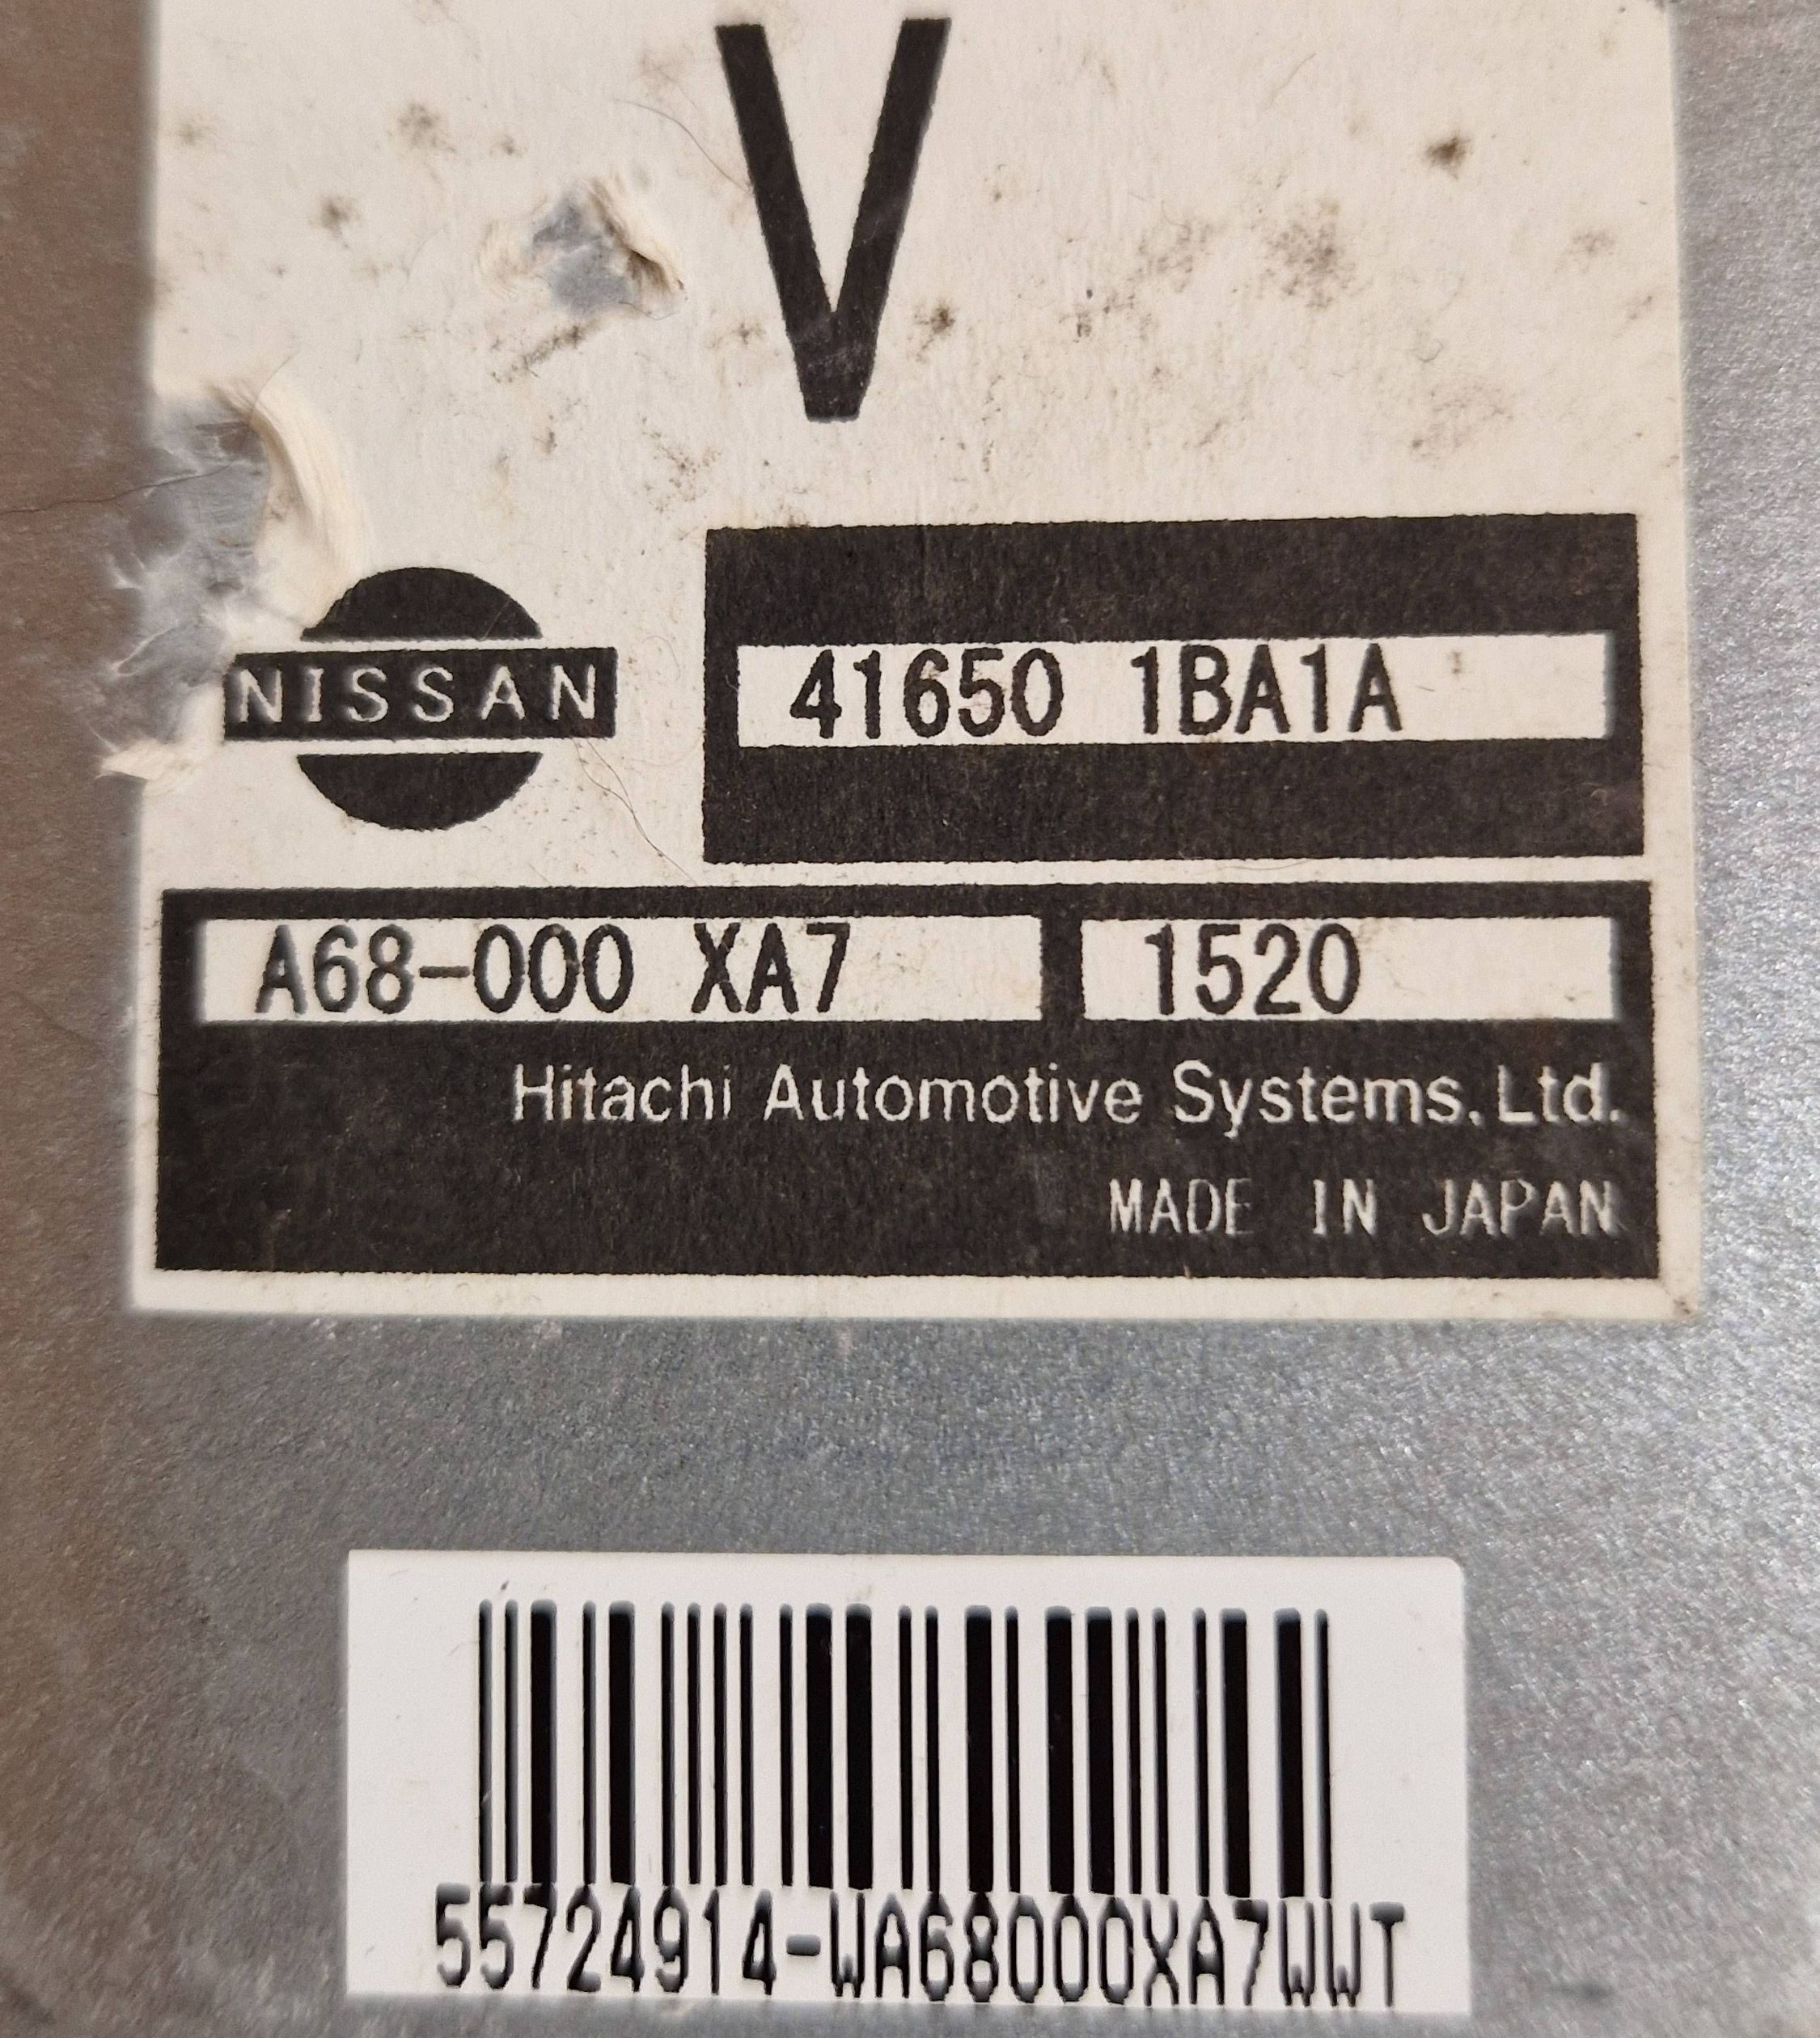 V
NISSAN
41650 1BA1A
A68-000 XA7 1520
Hitachi Automotive Systems, Ltd.
MADE IN JAPAN
55724914-WA68000XA7WWT